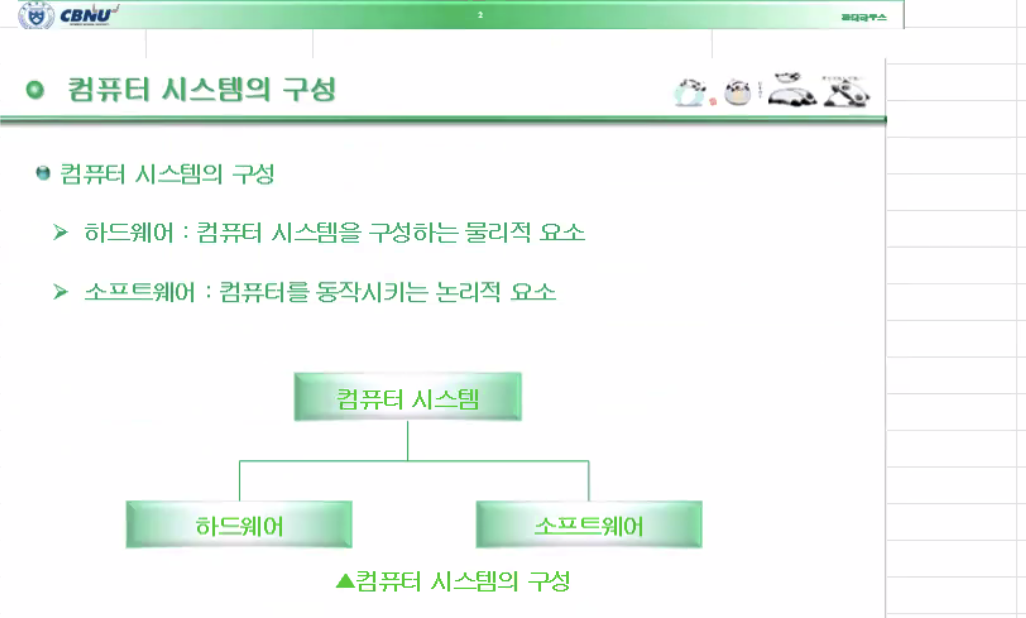 CBNU
2
컴퓨터 시스템의 구성
컴퓨터 시스템의 구성
하드웨어 : 컴퓨터 시스템을 구성하는 물리적 요소
소프트웨어 : 컴퓨터를 동작시키는 논리적 요소
컴퓨터 시스템
하드웨어
소프트웨어
▲컴퓨터 시스템의 구성